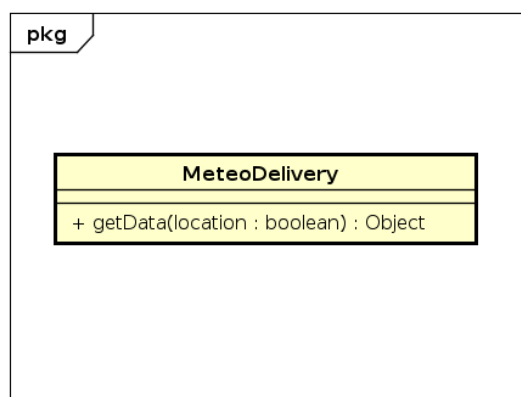 pkg
MeteoDelivery
+ getData(location : boolean) : Object